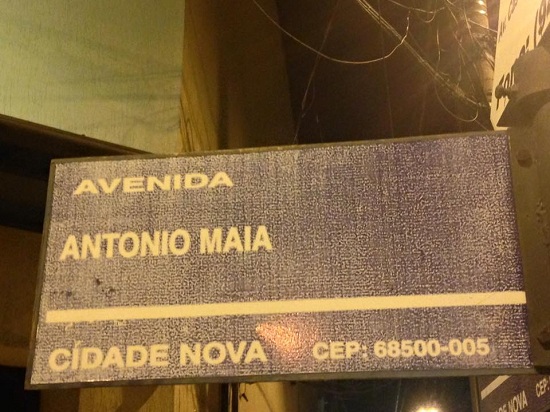 AVENIDA
ANTONIO MAIA
CÍDADE NOVA CEP: 68500-005